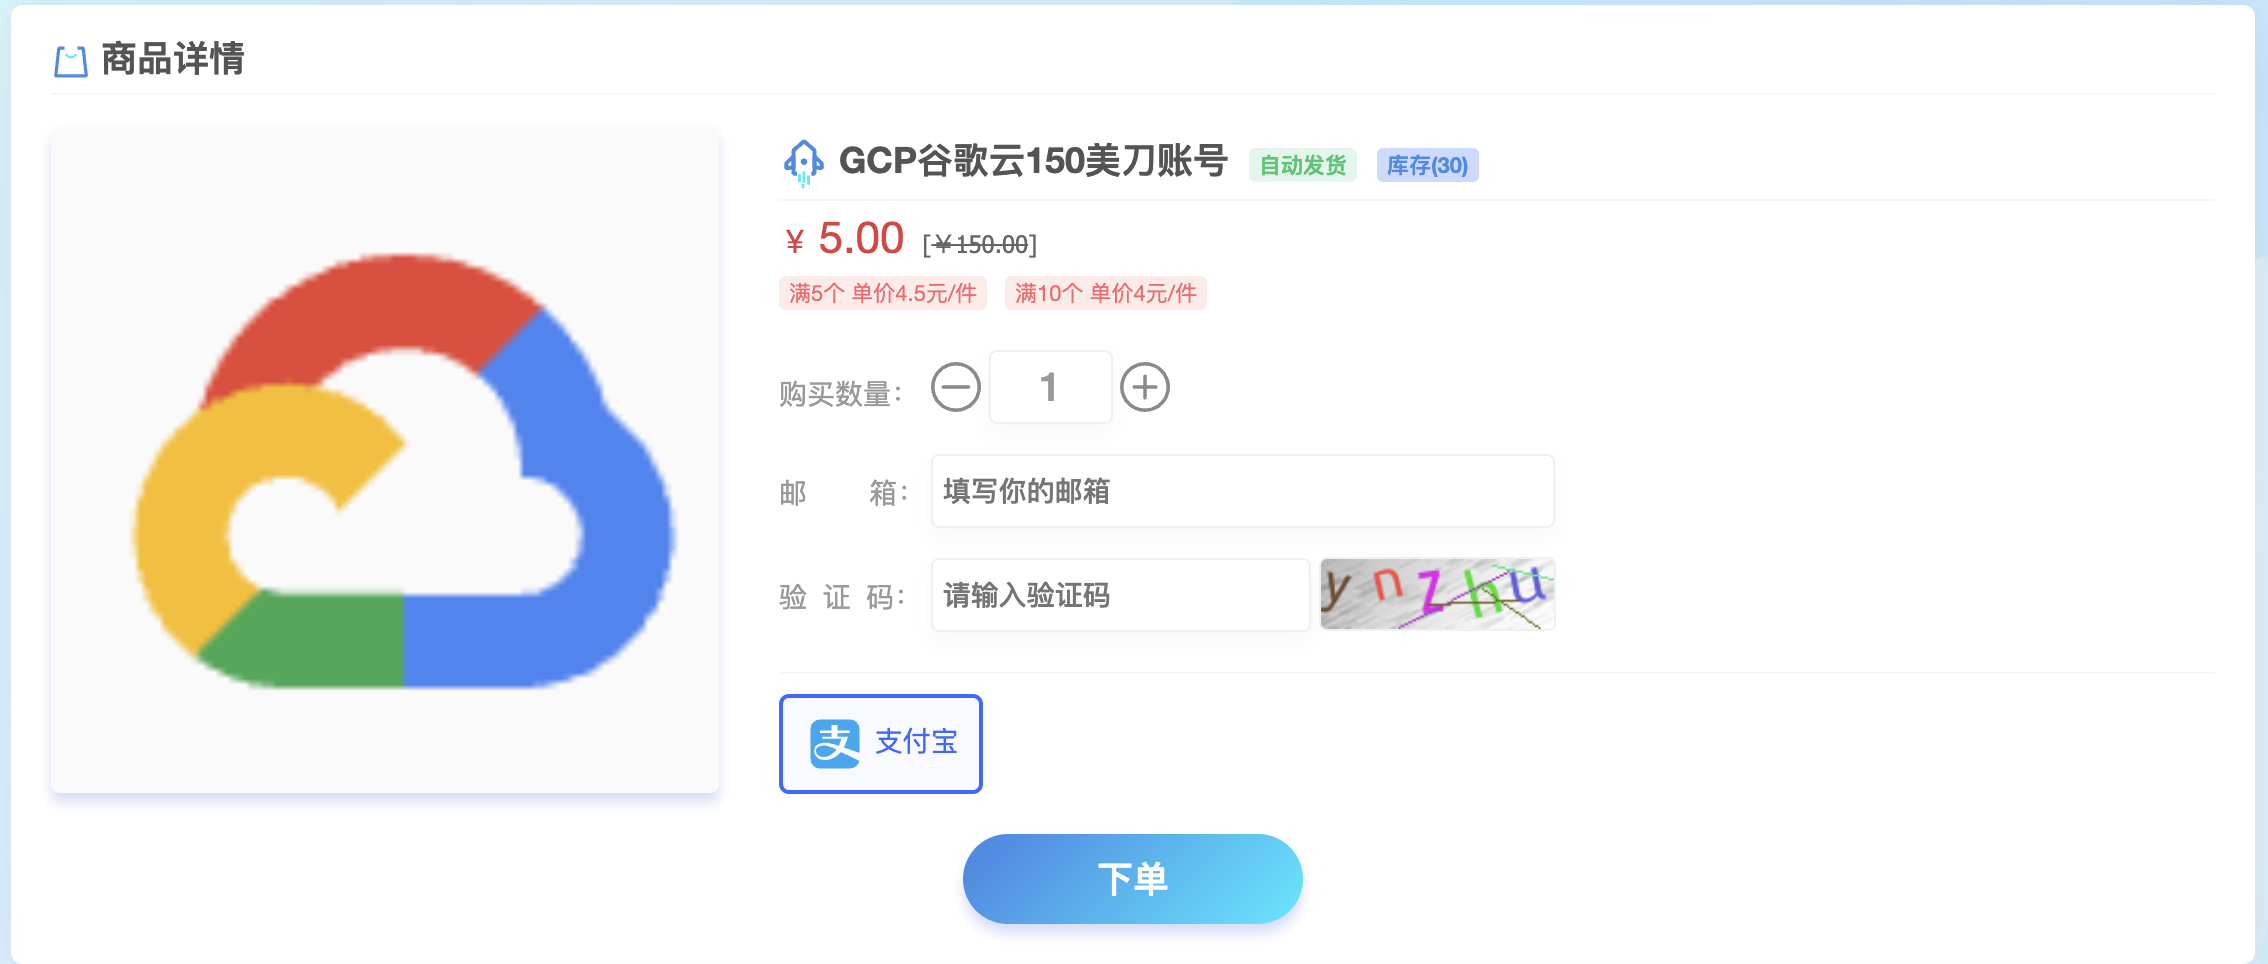 商品详情
GCP谷歌云150美刀账号 自动发货 库存(30)
¥ 5.00 [¥150.00]
满5个 单价4.5元/件 满10个 单价4元/件
购买数量: 1
邮 箱: 填写你的邮箱
验 证 码: 请输入验证码 ynzhu
支 支付宝
下单